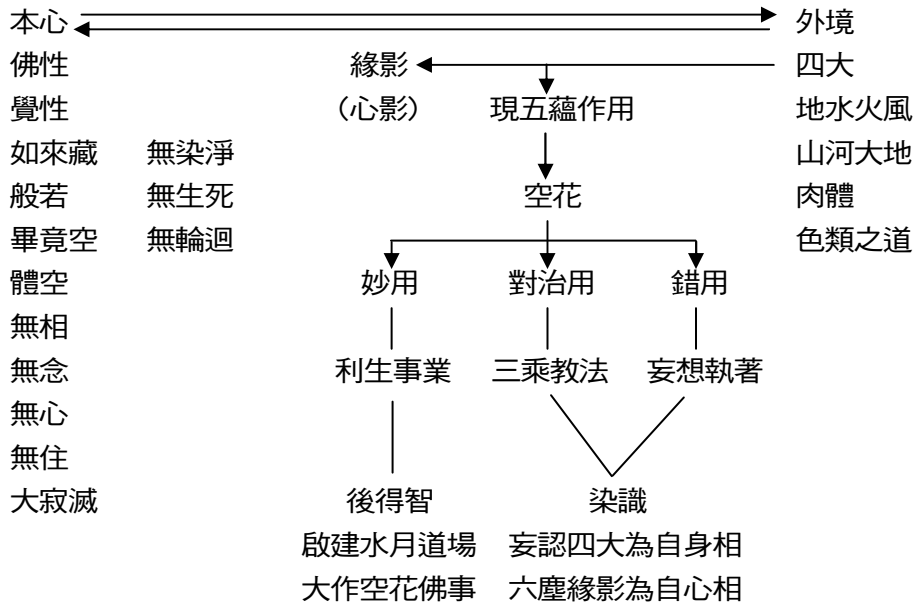 本心 外境
佛性 緣影 四大
覺性 （心影） 現五蘊作用 地水火風
如來藏 無染淨 山河大地
般若 無生死 空花 肉體
畢竟空 無輪迴 色類之道
體空 妙用 對治用 錯用
無相
無念 利生事業 三乘教法 妄想執著
無心
無住
大寂滅 後得智 染識
啟建水月道場 妄認四大為自身相
大作空花佛事 六塵緣影為自心相